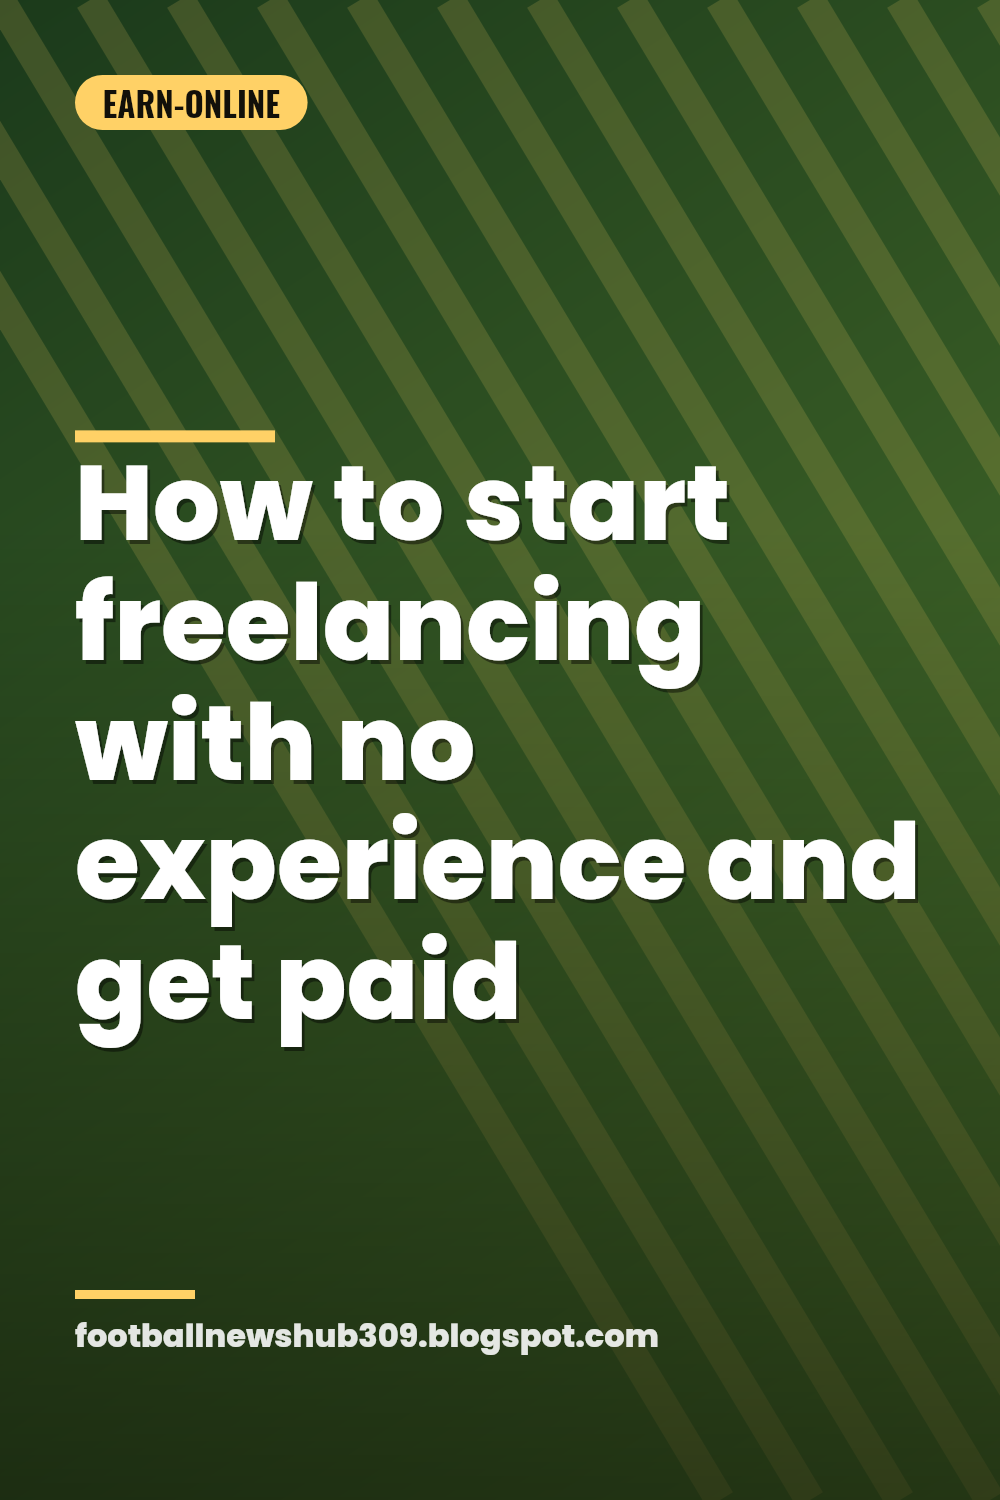 EARN-ONLINE
How to start
freelancing
with no
experience and
get paid
footballnewshub309.blogspot.com